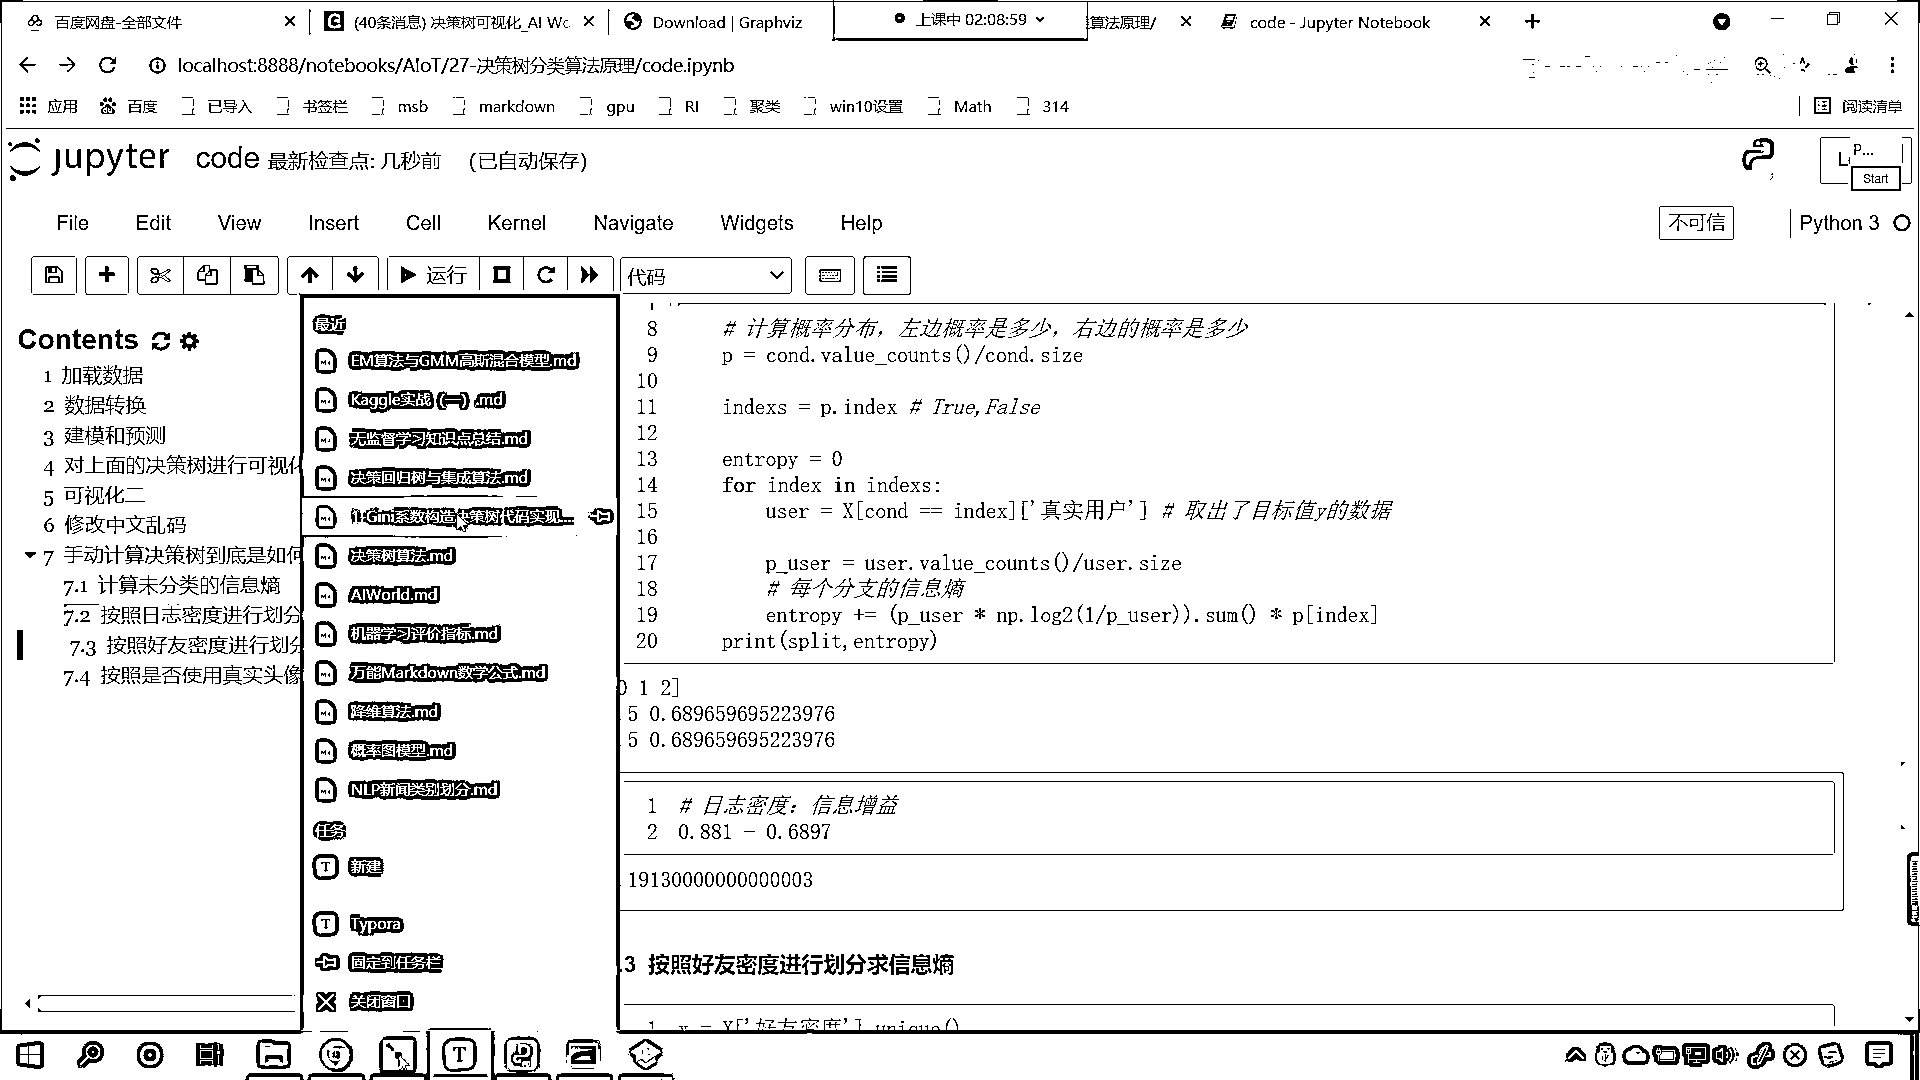 百度网盘-全部文件
(40条消息) 决策树可视化_AI Wo
Download | Graphviz
上课中 02:08:59
算法原理/
code - Jupyter Notebook
localhost:8888/notebooks/AIoT/27-决策树分类算法原理/code.ipynb
应用
百度
已导入
书签栏
msb
markdown
gpu
RI
聚类
win10设置
Math
314
阅读清单
jupyter code 最新检查点: 几秒前 (已自动保存)
P...
Start
File Edit View Insert Cell Kernel Navigate Widgets Help
不可信
Python 3
运行
代码
Contents
1 加载数据
2 数据转换
3 建模和预测
4 对上面的决策树进行可视化
5 可视化二
6 修改中文乱码
7 手动计算决策树到底是如何
7.1 计算未分类的信息熵
7.2 按照日志密度进行划分
7.3 按照好友密度进行划分
7.4 按照是否使用真实头像
最近
EM算法与GMM高斯混合模型.md
Kaggle实战 (一) .md
无监督学习知识点总结.md
决策回归树与集成算法.md
Gini系数构造决策树代码实现...
决策树算法.md
AIWorld.md
机器学习评价指标.md
万能Markdown数学公式.md
降维算法.md
概率图模型.md
NLP新闻类别划分.md
任务
新建
Typora
固定到任务栏
关闭窗口
8 # 计算概率分布，左边概率是多少，右边的概率是多少
9 p = cond.value_counts()/cond.size
10
11 indexs = p.index # True,False
12
13 entropy = 0
14 for index in indexs:
15 user = X[cond == index]['真实用户'] # 取出了目标值y的数据
16
17 p_user = user.value_counts()/user.size
18 # 每个分支的信息熵
19 entropy += (p_user * np.log2(1/p_user)).sum() * p[index]
20 print(split,entropy)
0 1 2]
5 0.689659695223976
5 0.689659695223976
1 # 日志密度：信息增益
2 0.881 - 0.6897
19130000000000003
.3 按照好友密度进行划分求信息熵
1 x = X['好友密度'].unique()